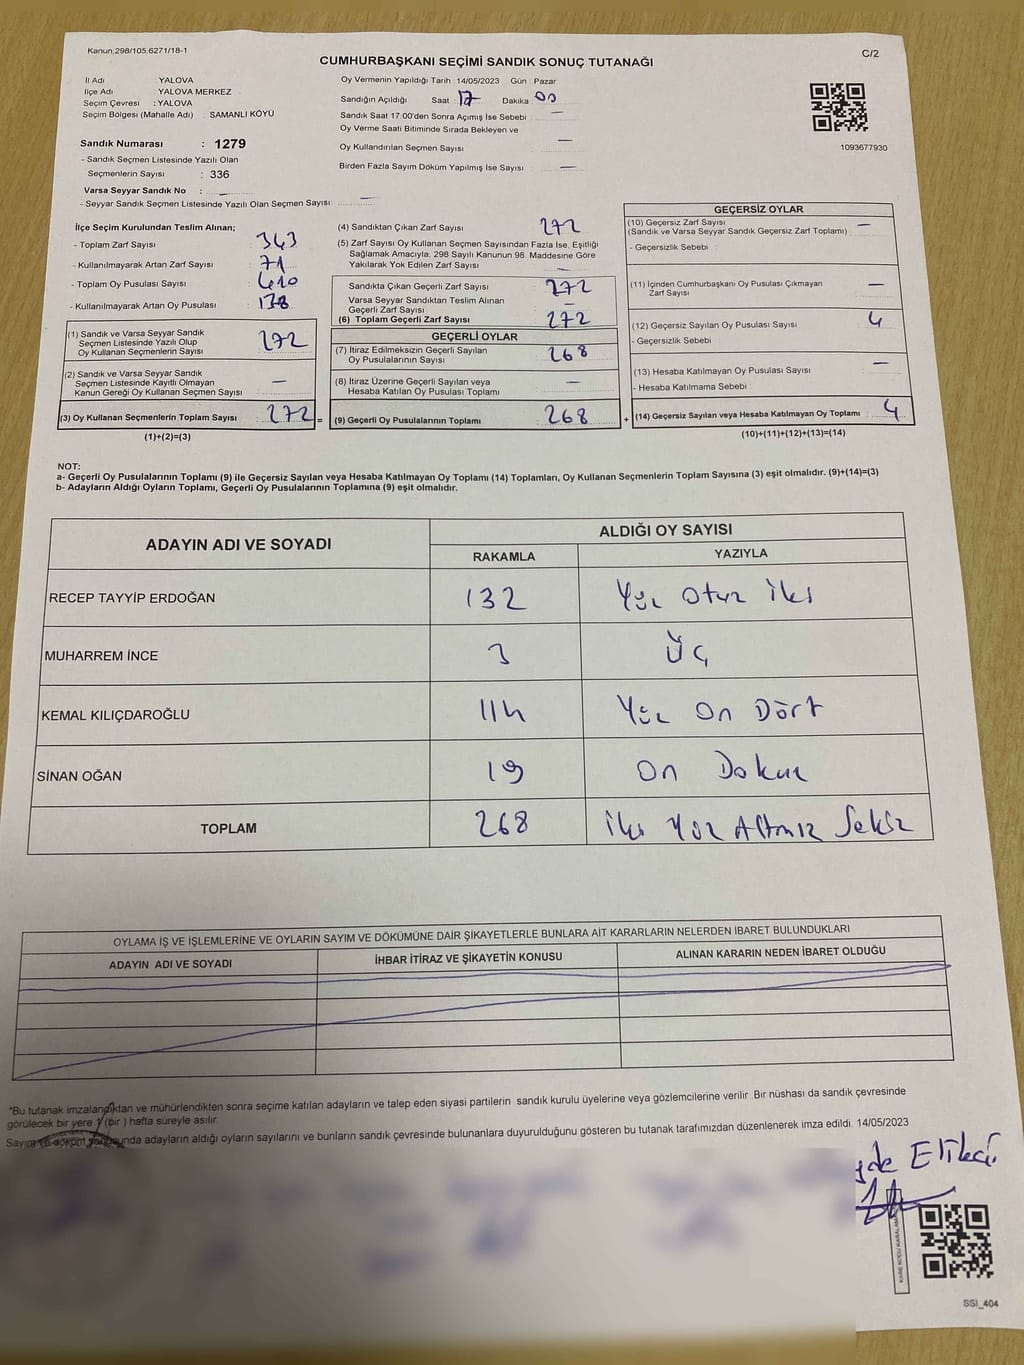 Kanun;298/105,6271/18-1
C/2
CUMHURBAŞKANI SEÇİMİ SANDIK SONUÇ TUTANAĞI
İl Adı : YALOVA
İlçe Adı : YALOVA MERKEZ
Seçim Çevresi : YALOVA
Seçim Bölgesi (Mahalle Adı) : SAMANLI KÖYÜ
Sandık Numarası : 1279
- Sandık Seçmen Listesinde Yazılı Olan
Seçmenlerin Sayısı : 336
Varsa Seyyar Sandık No : —
- Seyyar Sandık Seçmen Listesinde Yazılı Olan Seçmen Sayısı: —
Oy Vermenin Yapıldığı Tarih : 14/05/2023 Gün : Pazar
Sandığın Açıldığı Saat 17 Dakika 00
Sandık Saat 17:00'den Sonra Açımış İse Sebebi : —
Oy Verme Saati Bitiminde Sırada Bekleyen ve
Oy Kullandırılan Seçmen Sayısı : —
Birden Fazla Sayım Döküm Yapılmış İse Sayısı : —
1093677930
İlçe Seçim Kurulundan Teslim Alınan;
- Toplam Zarf Sayısı : 343
- Kullanılmayarak Artan Zarf Sayısı : 71
- Toplam Oy Pusulası Sayısı : 410
- Kullanılmayarak Artan Oy Pusulası : 138
(1) Sandık ve Varsa Seyyar Sandık
Seçmen Listesinde Yazılı Olup
Oy Kullanan Seçmenlerin Sayısı : 272
(2) Sandık ve Varsa Seyyar Sandık
Seçmen Listesinde Kayıtlı Olmayan
Kanun Gereği Oy Kullanan Seçmen Sayısı : —
(3) Oy Kullanan Seçmenlerin Toplam Sayısı : 272 =
(1)+(2)=(3)
(4) Sandıktan Çıkan Zarf Sayısı : 272
(5) Zarf Sayısı Oy Kullanan Seçmen Sayısından Fazla İse, Eşitliği
Sağlamak Amacıyla, 298 Sayılı Kanunun 98. Maddesine Göre
Yakılarak Yok Edilen Zarf Sayısı : —
Sandıkta Çıkan Geçerli Zarf Sayısı : 272
Varsa Seyyar Sandıktan Teslim Alınan
Geçerli Zarf Sayısı : —
(6) Toplam Geçerli Zarf Sayısı : 272
GEÇERLİ OYLAR
(7) İtiraz Edilmeksizin Geçerli Sayılan
Oy Pusulalarının Sayısı : 268
(8) İtiraz Üzerine Geçerli Sayılan veya
Hesaba Katılan Oy Pusulası Toplamı : —
(9) Geçerli Oy Pusulalarının Toplamı : 268 +
GEÇERSİZ OYLAR
(10) Geçersiz Zarf Sayısı : —
(Sandık ve Varsa Seyyar Sandık Geçersiz Zarf Toplamı)
- Geçersizlik Sebebi :
(11) İçinden Cumhurbaşkanı Oy Pusulası Çıkmayan
Zarf Sayısı : —
(12) Geçersiz Sayılan Oy Pusulası Sayısı : 4
- Geçersizlik Sebebi :
(13) Hesaba Katılmayan Oy Pusulası Sayısı : —
- Hesaba Katılmama Sebebi :
(14) Geçersiz Sayılan veya Hesaba Katılmayan Oy Toplamı : 4
(10)+(11)+(12)+(13)=(14)
NOT:
a- Geçerli Oy Pusulalarının Toplamı (9) ile Geçersiz Sayılan veya Hesaba Katılmayan Oy Toplamı (14) Toplamları, Oy Kullanan Seçmenlerin Toplam Sayısına (3) eşit olmalıdır. (9)+(14)=(3)
b- Adayların Aldığı Oyların Toplamı, Geçerli Oy Pusulalarının Toplamına (9) eşit olmalıdır.
ADAYIN ADI VE SOYADI ALDIĞI OY SAYISI
RAKAMLA YAZIYLA
RECEP TAYYİP ERDOĞAN 132 Yüz Otuz İki
MUHARREM İNCE 3 Üç
KEMAL KILIÇDAROĞLU 114 Yüz On Dört
SİNAN OĞAN 19 On Dokuz
TOPLAM 268 İki Yüz Altmış Sekiz
OYLAMA İŞ VE İŞLEMLERİNE VE OYLARIN SAYIM VE DÖKÜMÜNE DAİR ŞİKAYETLERLE BUNLARA AİT KARARLARIN NELERDEN İBARET BULUNDUKLARI
ADAYIN ADI VE SOYADI İHBAR İTİRAZ VE ŞİKAYETİN KONUSU ALINAN KARARIN NEDEN İBARET OLDUĞU
*Bu tutanak imzalandıktan ve mühürlendikten sonra seçime katılan adayların ve talep eden siyasi partilerin sandık kurulu üyelerine veya gözlemcilerine verilir. Bir nüshası da sandık çevresinde
görülecek bir yere 1 (bir) hafta süreyle asılır.
Sayım ve döküm sonucunda adayların aldığı oyların sayılarını ve bunların sandık çevresinde bulunanlara duyurulduğunu gösteren bu tutanak tarafımızdan düzenlenerek imza edildi. 14/05/2023
SSİ_404